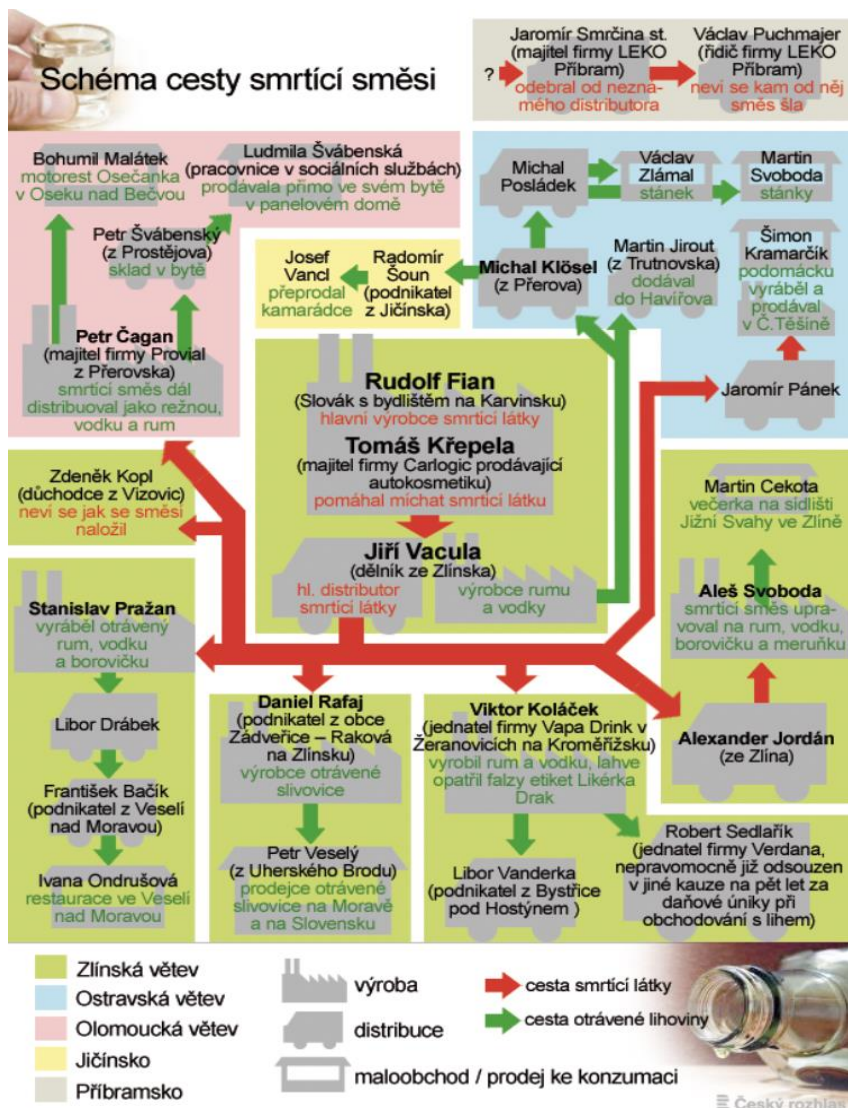 Schéma cesty smrtící směsi
?
Jaromír Smrčina st.
(majitel firmy LEKO
Příbram)
odebral od nezná-
mého distributora
Václav Puchmajer
(řidič firmy LEKO
Příbram)
neví se kam od něj
směs šla
Bohumil Malátek
motorest Osečanka
v Oseku nad Bečvou
Ludmila Švábenská
(pracovnice v sociálních službách)
prodávala přímo ve svém bytě
v panelovém domě
Petr Švábenský
(z Prostějova)
sklad v bytě
Petr Čagan
(majitel firmy Provial
z Přerovska)
smrtící směs dál
distribuoval jako režnou,
vodku a rum
Josef
Vancl
přeprodal
kamarádce
Radomír
Šoun
(podnikatel
z Jičínska)
Michal
Posládek
Václav
Zlámal
stánek
Martin
Svoboda
stánky
Michal Klösel
(z Přerova)
Martin Jirout
(z Trutnovska)
dodával
do Havířova
Šimon
Kramarčík
podomácku
vyráběl a
prodával
v Č.Těšíně
Jaromír Pánek
Rudolf Fian
(Slovák s bydlištěm na Karvinsku)
hlavní výrobce smrtící látky
Tomáš Křepela
(majitel firmy Carlogic prodávající
autokosmetiku)
pomáhal míchat smrtící látku
Jiří Vacula
(dělník ze Zlínska)
hl. distributor
smrtící látky
výrobce rumu
a vodky
Zdeněk Kopl
(důchodce z Vizovic)
neví se jak se směsí
naložil
Stanislav Pražan
vyráběl otrávený
rum, vodku
a borovičku
Libor Drábek
František Bačík
(podnikatel z Veselí
nad Moravou)
Ivana Ondrušová
restaurace ve Veselí
nad Moravou
Daniel Rafaj
(podnikatel z obce
Zádveřice – Raková
na Zlínsku)
výrobce otrávené
slivovice
Petr Veselý
(z Uherského Brodu)
prodejce otrávené
slivovice na Moravě
a na Slovensku
Viktor Koláček
(jednatel firmy Vapa Drink v
Žeranovicích na Kroměřížsku)
vyrobil rum a vodku, lahve
opatřil falzy etiket Likérka
Drak
Libor Vanderka
(podnikatel z Bystřice
pod Hostýnem )
Robert Sedlařík
(jednatel firmy Verdana,
nepravomocně již odsouzen
v jiné kauze na pět let za
daňové úniky při
obchodování s lihem)
Martin Cekota
večerka na sídlišti
Jižní Svahy ve Zlíně
Aleš Svoboda
smrtící směs upra-
voval na rum, vodku,
borovičku a meruňku
Alexander Jordán
(ze Zlína)
Zlínská větev
Ostravská větev
Olomoucká větev
Jičínsko
Příbramsko
výroba
distribuce
maloobchod / prodej ke konzumaci
cesta smrtící látky
cesta otrávené lihoviny
Český rozhlas